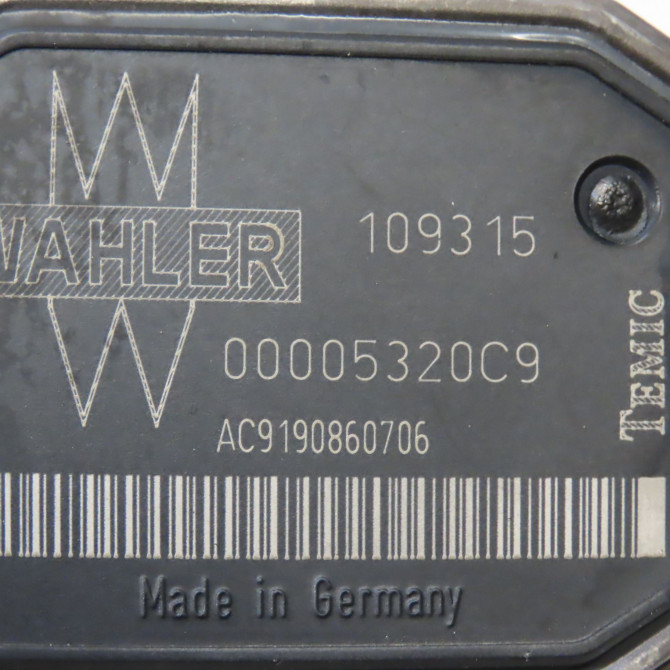 WAHLER
109315
00005320C9
AC9190860706
TEMIC
Made in Germany